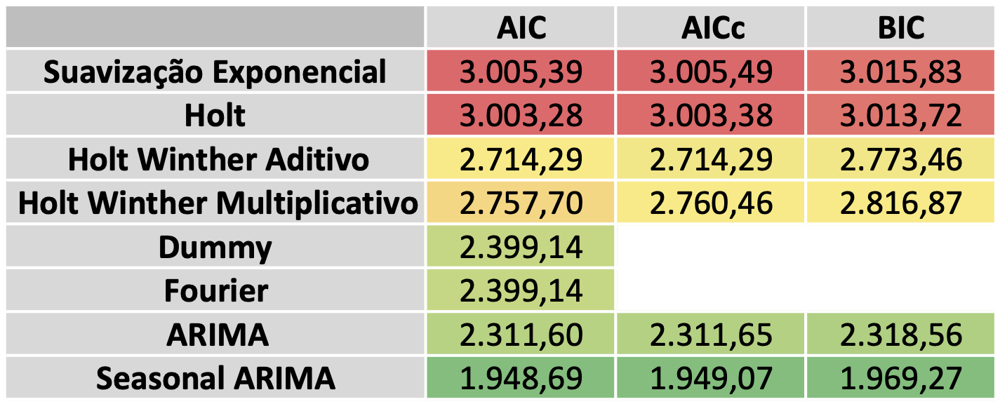 AIC AICc BIC
Suavização Exponencial 3.005,39 3.005,49 3.015,83
Holt 3.003,28 3.003,38 3.013,72
Holt Winther Aditivo 2.714,29 2.714,29 2.773,46
Holt Winther Multiplicativo 2.757,70 2.760,46 2.816,87
Dummy 2.399,14
Fourier 2.399,14
ARIMA 2.311,60 2.311,65 2.318,56
Seasonal ARIMA 1.948,69 1.949,07 1.969,27